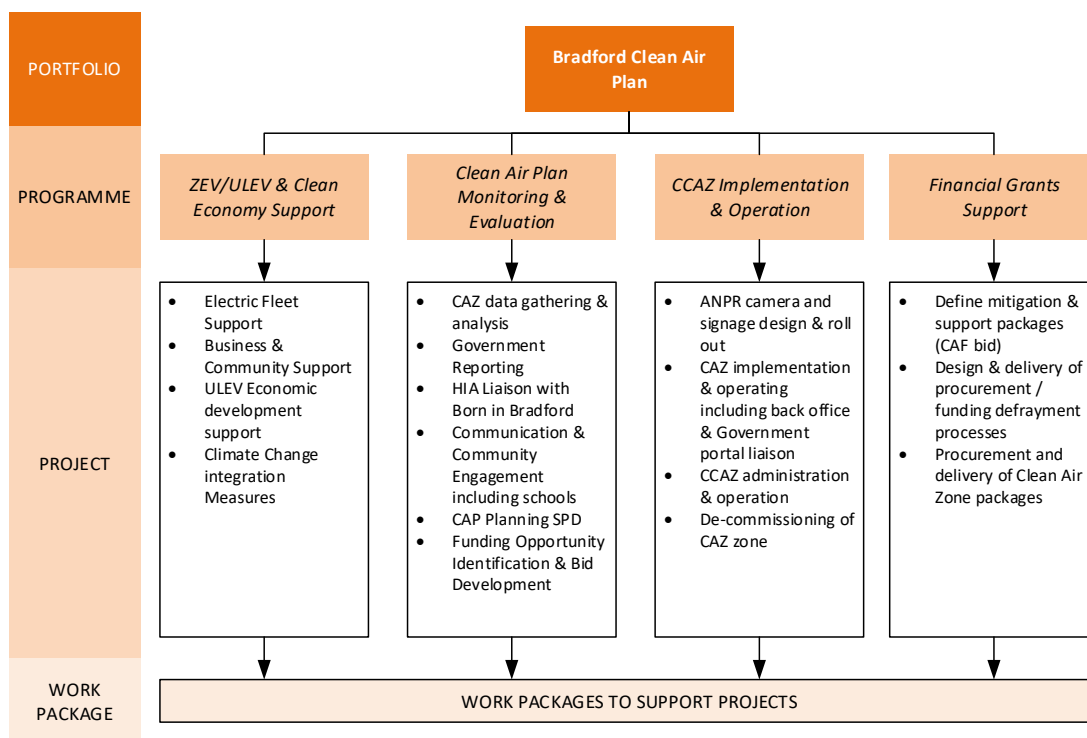 PORTFOLIO
Bradford Clean Air
Plan
PROGRAMME
ZEV/ULEV & Clean
Economy Support
Clean Air Plan
Monitoring &
Evaluation
CCAZ Implementation
& Operation
Financial Grants
Support
PROJECT
• Electric Fleet
Support
• Business &
Community Support
• ULEV Economic
development
support
• Climate Change
integration
Measures
• CAZ data gathering &
analysis
• Government
Reporting
• HIA Liaison with
Born in Bradford
• Communication &
Community
Engagement
including schools
• CAP Planning SPD
• Funding Opportunity
Identification & Bid
Development
• ANPR camera and
signage design & roll
out
• CAZ implementation
& operating
including back office
& Government
portal liaison
• CCAZ administration
& operation
• De-commissioning of
CAZ zone
• Define mitigation &
support packages
(CAF bid)
• Design & delivery of
procurement /
funding defrayment
processes
• Procurement and
delivery of Clean Air
Zone packages
WORK
PACKAGE
WORK PACKAGES TO SUPPORT PROJECTS